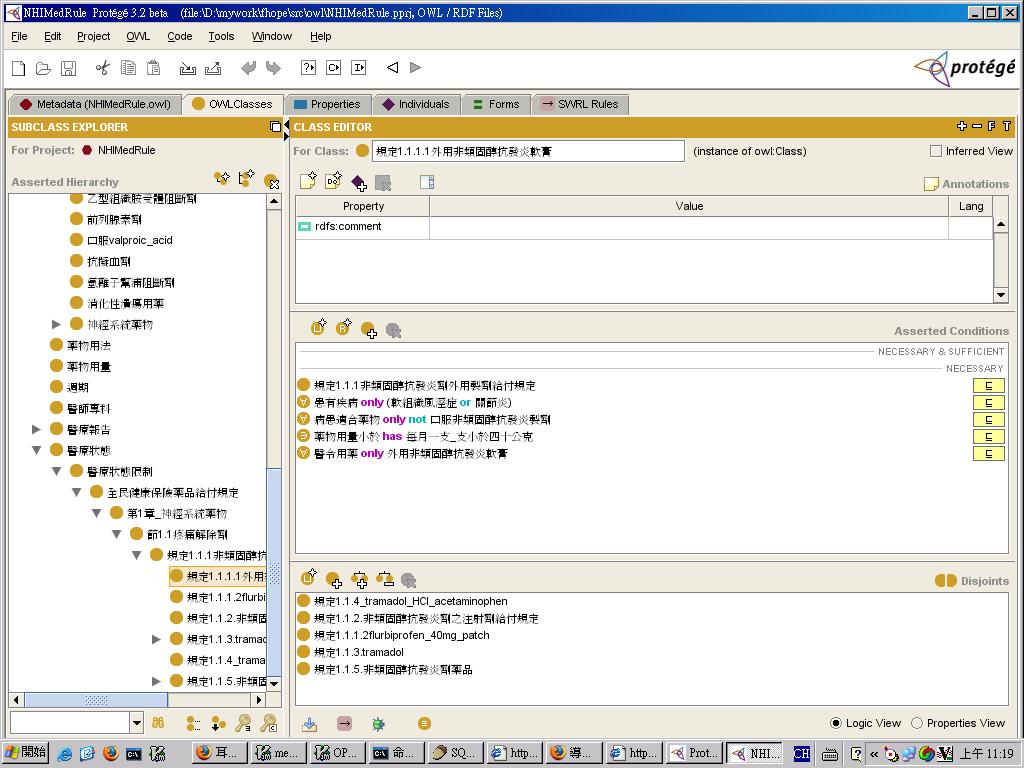 NHIMedRule Protégé 3.2 beta (file:\D:\mywork\fhope\src\owl\NHIMedRule.pprj, OWL / RDF Files)
File Edit Project OWL Code Tools Window Help
protégé
Metadata (NHIMedRule.owl) OWLClasses Properties Individuals Forms SWRL Rules
SUBCLASS EXPLORER
For Project: NHIMedRule
Asserted Hierarchy
乙型組織胺受體阻斷劑
前列腺素劑
口服valproic_acid
抗擬血劑
氫離子幫浦阻斷劑
消化性潰瘍用藥
神經系統藥物
藥物用法
藥物用量
週期
醫師專科
醫療報告
醫療狀態
醫療狀態限制
全民健康保險藥品給付規定
第1章_神經系統藥物
節1.1疼痛解除劑
規定1.1.1非類固醇抗
規定1.1.1.1外用
規定1.1.1.2flurbi
規定1.1.2.非類固
規定1.1.3.tramad
規定1.1.4_trama
規定1.1.5.非類固
CLASS EDITOR
F T
For Class: 規定1.1.1.1外用非類固醇抗發炎軟膏 (instance of owl:Class) Inferred View
Annotations
Property Value Lang
rdfs:comment
Asserted Conditions
NECESSARY & SUFFICIENT
NECESSARY
規定1.1.1非類固醇抗發炎劑外用製劑給付規定
患有疾病 only (軟組織風溼症 or 關節炎)
病患適合藥物 only not 口服非類固醇抗發炎製劑
藥物用量小於 has 每月一支_支小於四十公克
醫令用藥 only 外用非類固醇抗發炎軟膏
Disjoints
規定1.1.4_tramadol_HCl_acetaminophen
規定1.1.2.非類固醇抗發炎劑之注射劑給付規定
規定1.1.1.2flurbiprofen_40mg_patch
規定1.1.3.tramadol
規定1.1.5.非類固醇抗發炎劑藥品
Logic View Properties View
開始 耳... me... OP... 命... SQ... http... 導... http... Prot... NHI... CH 上午 11:19